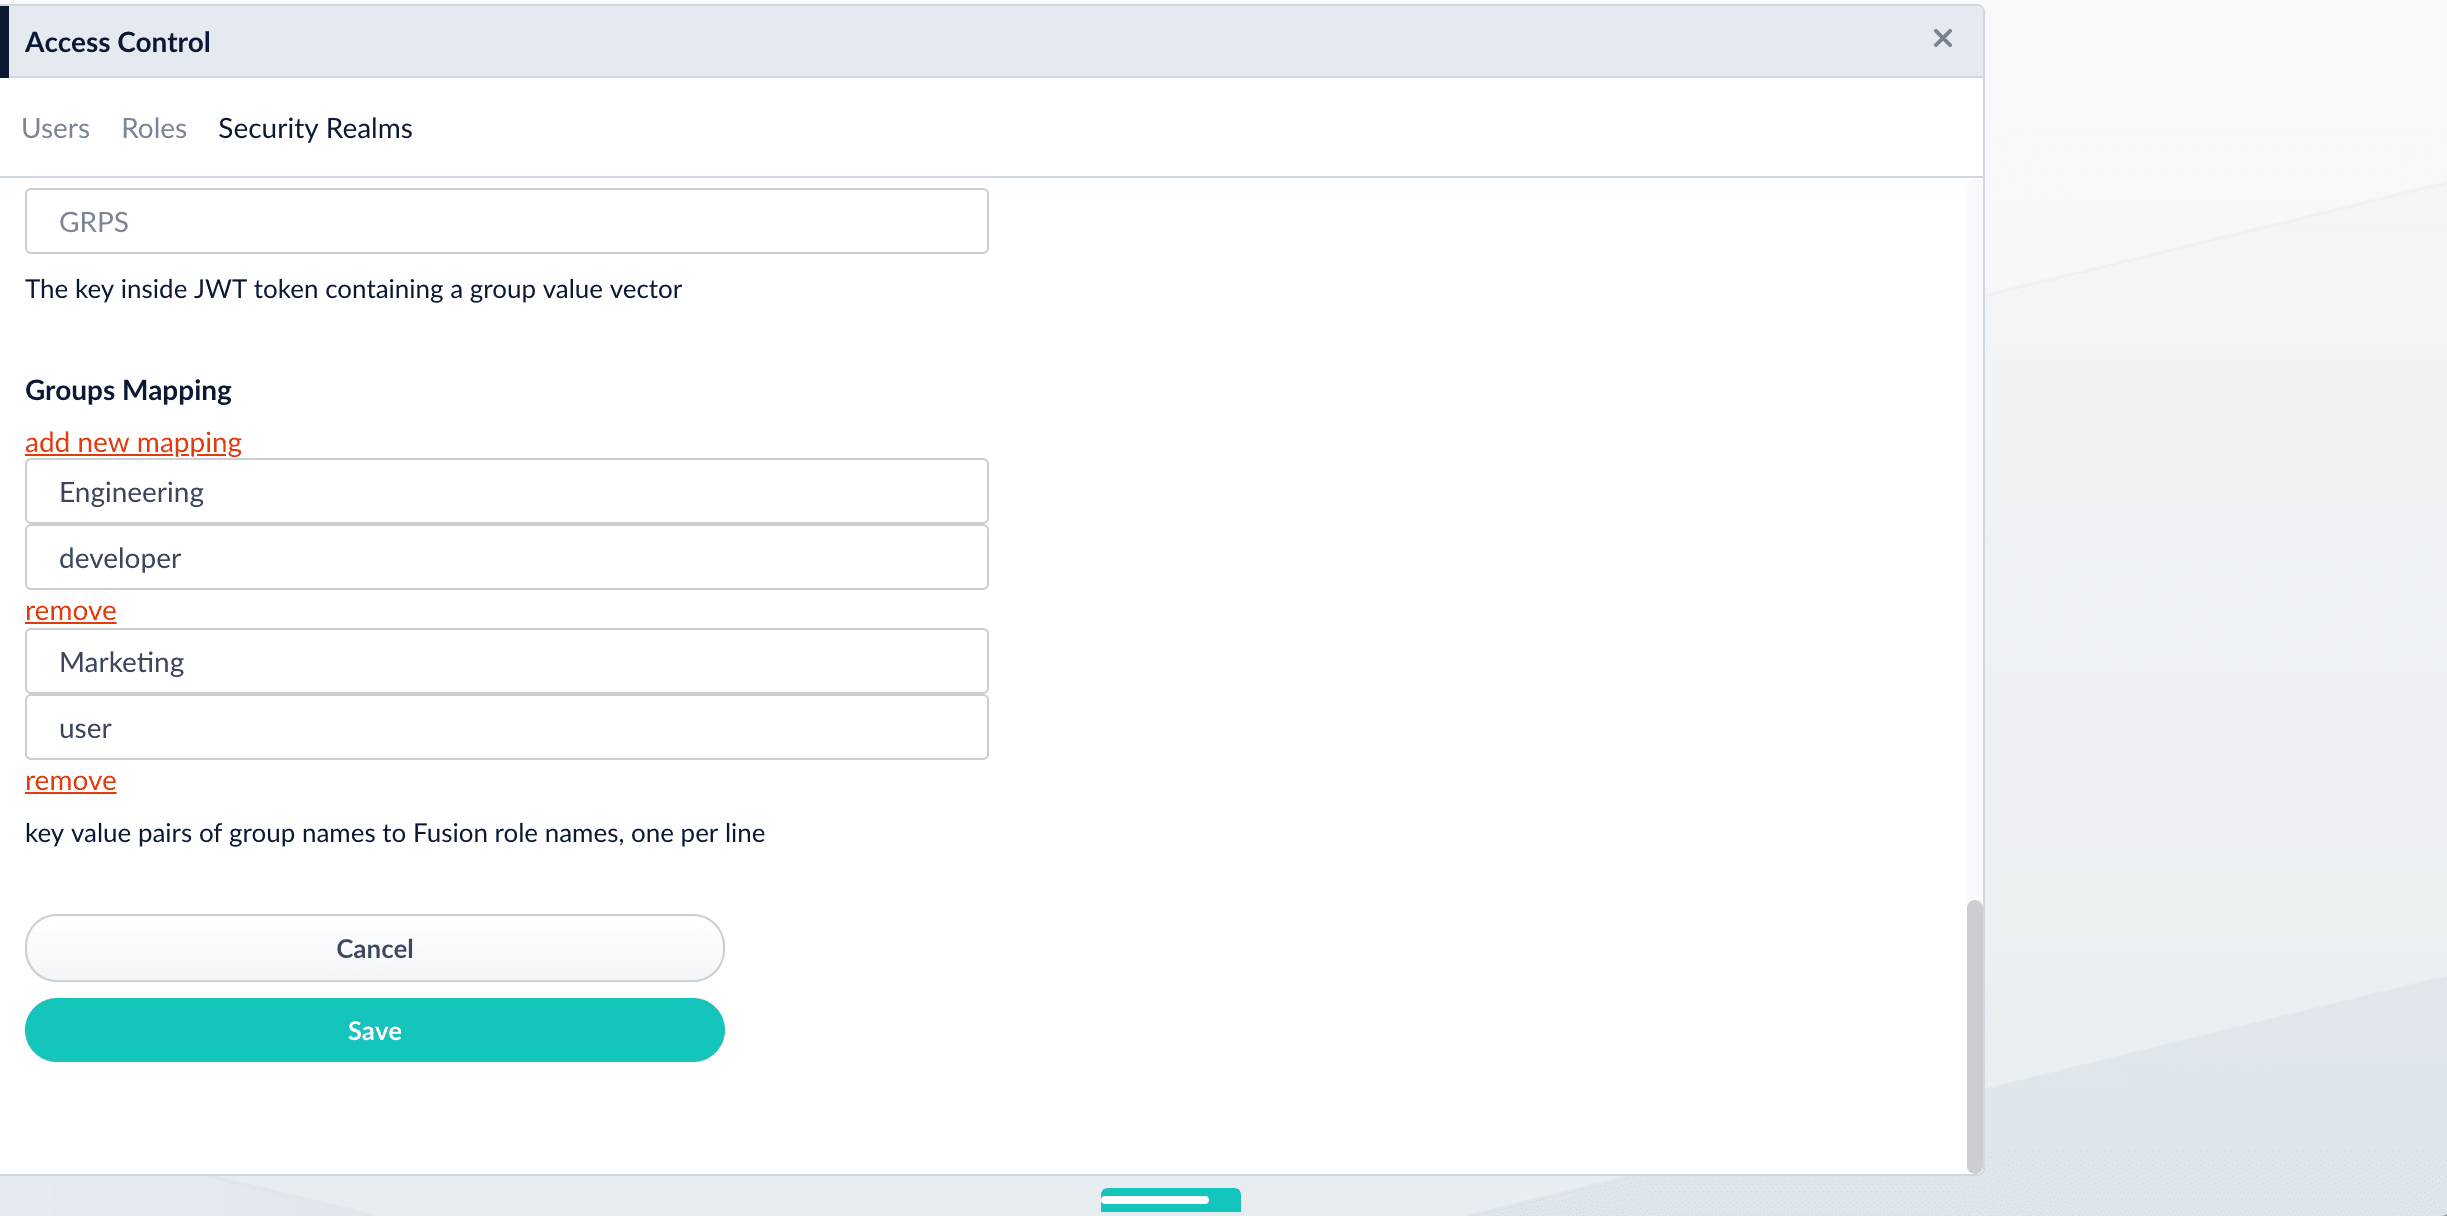 Access Control
Users Roles Security Realms
GRPS
The key inside JWT token containing a group value vector
Groups Mapping
add new mapping
Engineering
developer
remove
Marketing
user
remove
key value pairs of group names to Fusion role names, one per line
Cancel
Save